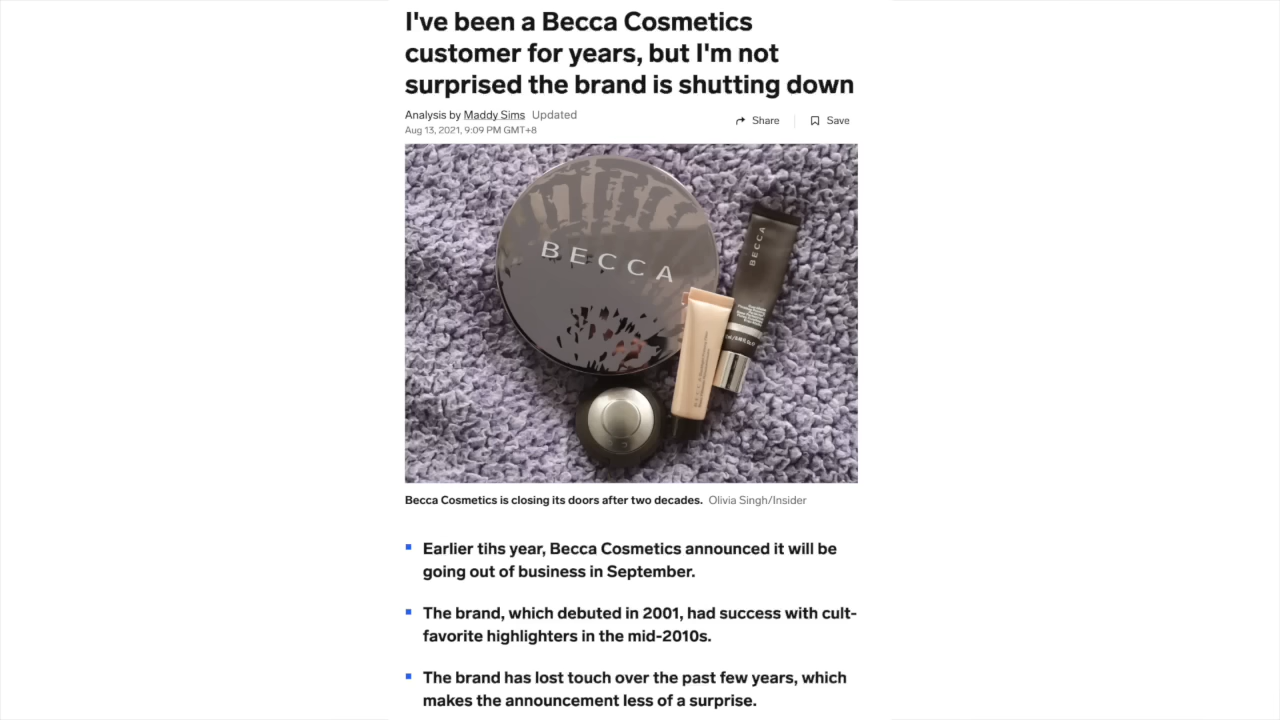 I've been a Becca Cosmetics
customer for years, but I'm not
surprised the brand is shutting down
Analysis by Maddy Sims Updated
Aug 13, 2021, 9:09 PM GMT+8
Share
Save
BECCA
BECCA
Becca Cosmetics is closing its doors after two decades. Olivia Singh/Insider
Earlier tihs year, Becca Cosmetics announced it will be
going out of business in September.
The brand, which debuted in 2001, had success with cult-
favorite highlighters in the mid-2010s.
The brand has lost touch over the past few years, which
makes the announcement less of a surprise.